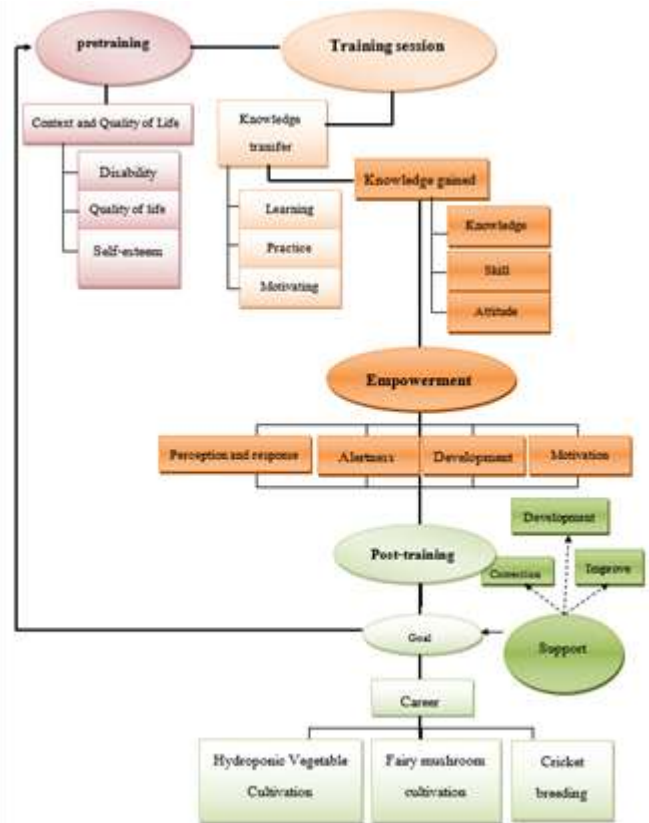 pretraining
Training session
Context and Quality of Life
Disability
Quality of life
Self-esteem
Knowledge
transfer
Learning
Practice
Motivating
Knowledge gained
Knowledge
Skill
Attitude
Empowerment
Perception and response
Alertness
Development
Motivation
Post-training
Development
Correction
Improve
Goal
Support
Career
Hydroponic Vegetable
Cultivation
Fairy mushroom
cultivation
Cricket
breeding